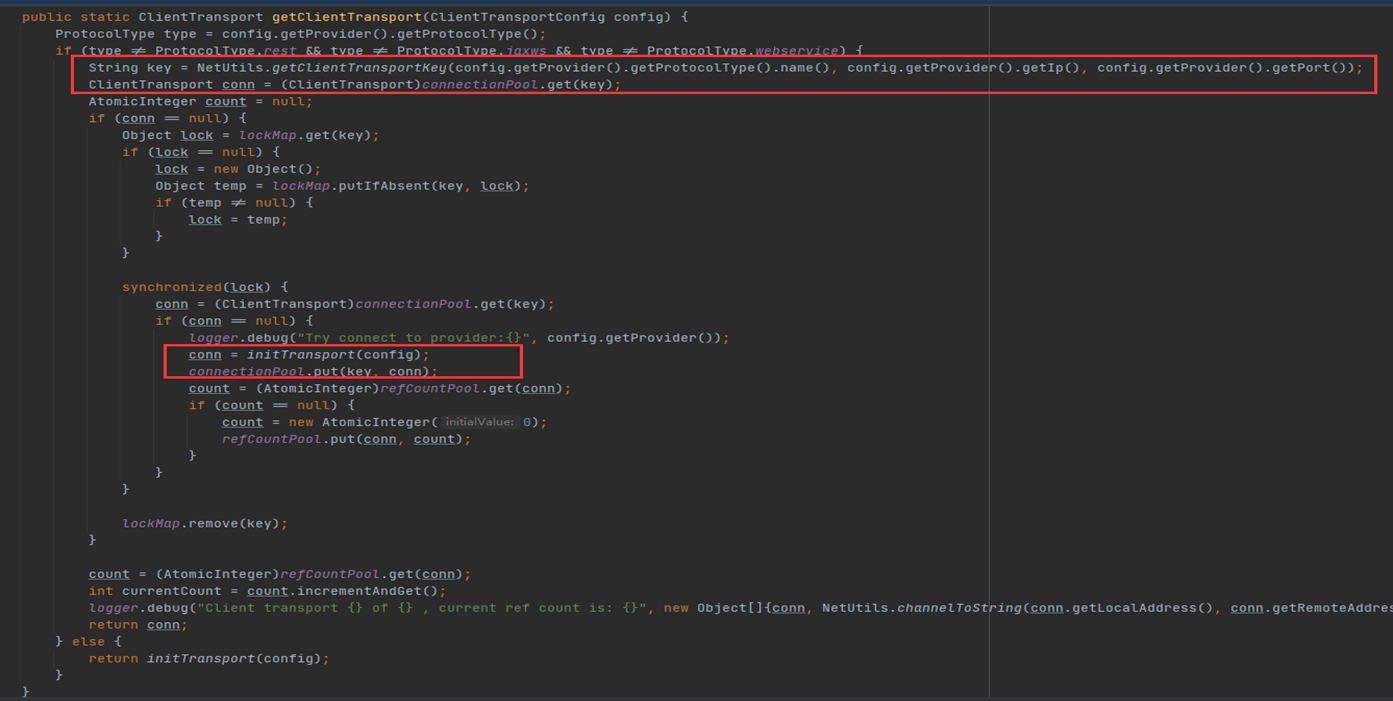 public static ClientTransport getClientTransport(ClientTransportConfig config) {
ProtocolType type = config.getProvider().getProtocolType();
if (type ≠ ProtocolType.rest && type ≠ ProtocolType.jaxws && type ≠ ProtocolType.webservice) {
String key = NetUtils.getClientTransportKey(config.getProvider().getProtocolType().name(), config.getProvider().getIp(), config.getProvider().getPort());
ClientTransport conn = (ClientTransport)connectionPool.get(key);
AtomicInteger count = null;
if (conn == null) {
Object lock = lockMap.get(key);
if (lock == null) {
lock = new Object();
Object temp = lockMap.putIfAbsent(key, lock);
if (temp ≠ null) {
lock = temp;
}
}
synchronized(lock) {
conn = (ClientTransport)connectionPool.get(key);
if (conn == null) {
logger.debug("Try connect to provider:{}", config.getProvider());
conn = initTransport(config);
connectionPool.put(key, conn);
count = (AtomicInteger)refCountPool.get(conn);
if (count == null) {
count = new AtomicInteger( initialValue: 0);
refCountPool.put(conn, count);
}
}
}
lockMap.remove(key);
}
count = (AtomicInteger)refCountPool.get(conn);
int currentCount = count.incrementAndGet();
logger.debug("Client transport {} of {} , current ref count is: {}", new Object[]{conn, NetUtils.channelToString(conn.getLocalAddress(), conn.getRemoteAddres
return conn;
} else {
return initTransport(config);
}
}